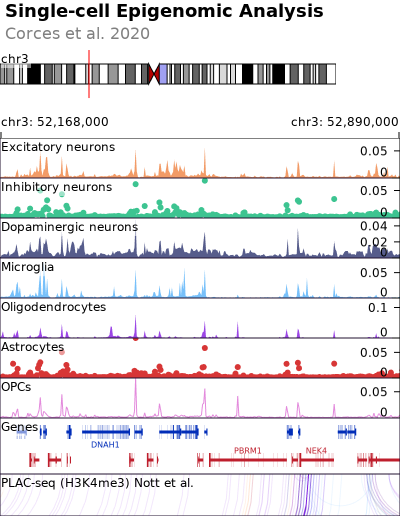 Single-cell Epigenomic Analysis
Corces et al. 2020
chr3
chr3: 52,168,000
chr3: 52,890,000
Excitatory neurons
0.05
0
Inhibitory neurons
0.05
0
Dopaminergic neurons
0.04
0.02
0
Microglia
0.05
0
Oligodendrocytes
0.1
0
Astrocytes
0.05
0
OPCs
0.05
0
Genes
DNAH1
PBRM1
NEK4
PLAC-seq (H3K4me3) Nott et al.